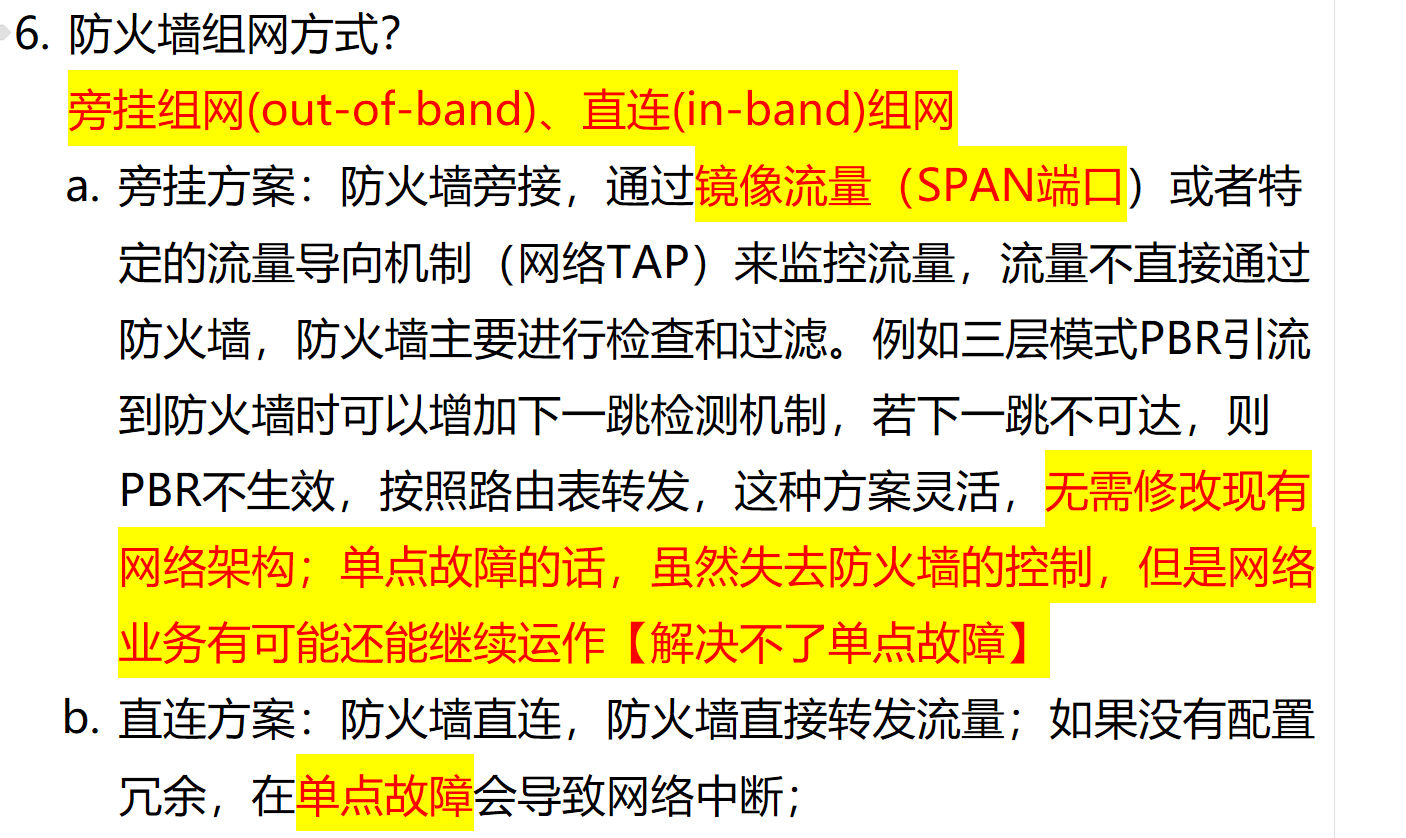 6. 防火墙组网方式?
旁挂组网(out-of-band)、直连(in-band)组网
a. 旁挂方案：防火墙旁接，通过镜像流量（SPAN端口）或者特
定的流量导向机制（网络TAP）来监控流量，流量不直接通过
防火墙，防火墙主要进行检查和过滤。例如三层模式PBR引流
到防火墙时可以增加下一跳检测机制，若下一跳不可达，则
PBR不生效，按照路由表转发，这种方案灵活，无需修改现有
网络架构；单点故障的话，虽然失去防火墙的控制，但是网络
业务有可能还能继续运作【解决不了单点故障】
b. 直连方案：防火墙直连，防火墙直接转发流量；如果没有配置
冗余，在单点故障会导致网络中断；